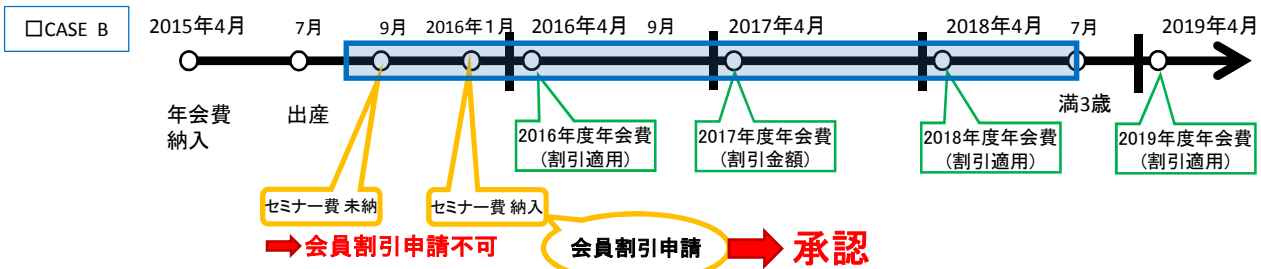 □CASE B
2015年4月
7月
9月
2016年1月
2016年4月
9月
2017年4月
2018年4月
7月
2019年4月
年会費
納入
出産
満3歳
2016年度年会費
(割引適用)
2017年度年会費
(割引金額)
2018年度年会費
(割引適用)
2019年度年会費
(割引適用)
セミナー費 未納
セミナー費 納入
会員割引申請不可
会員割引申請
承認